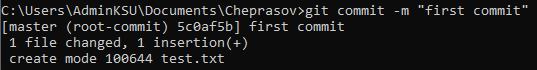 C:\Users\AdminKSU\Documents\Cheprasov>git commit -m "first commit"
[master (root-commit) 5c0af5b] first commit
 1 file changed, 1 insertion(+)
 create mode 100644 test.txt